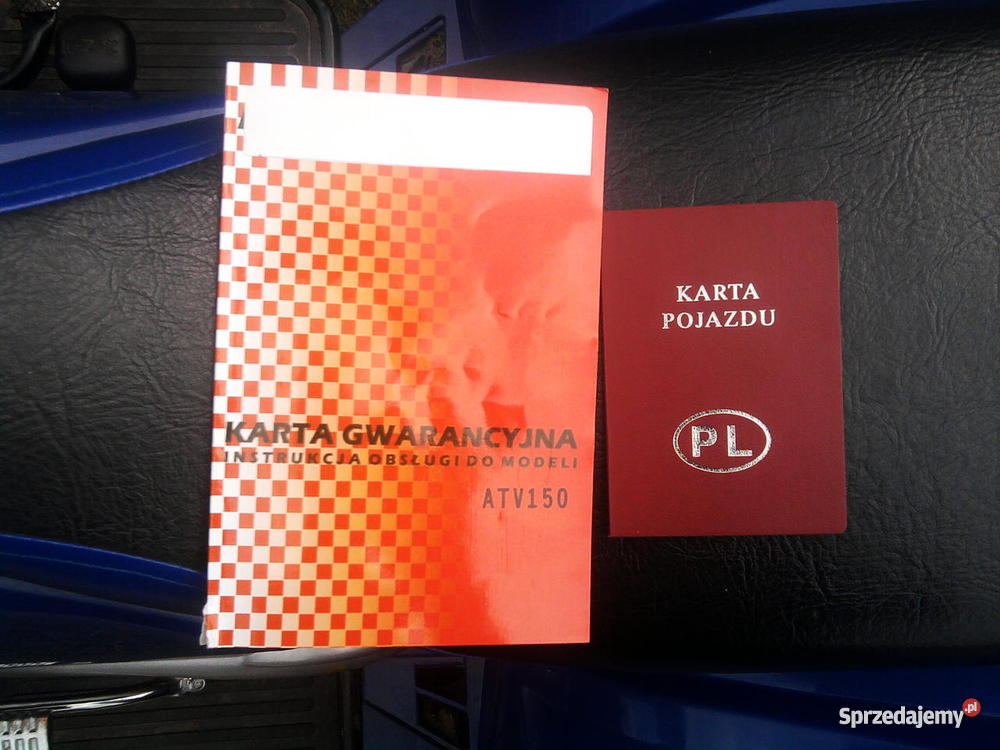 KARTA GWARANCYJNA
INSTRUKCJA OBSŁUGI DO MODELI
ATV150
KARTA
POJAZDU
PL
Sprzedajemy.pl